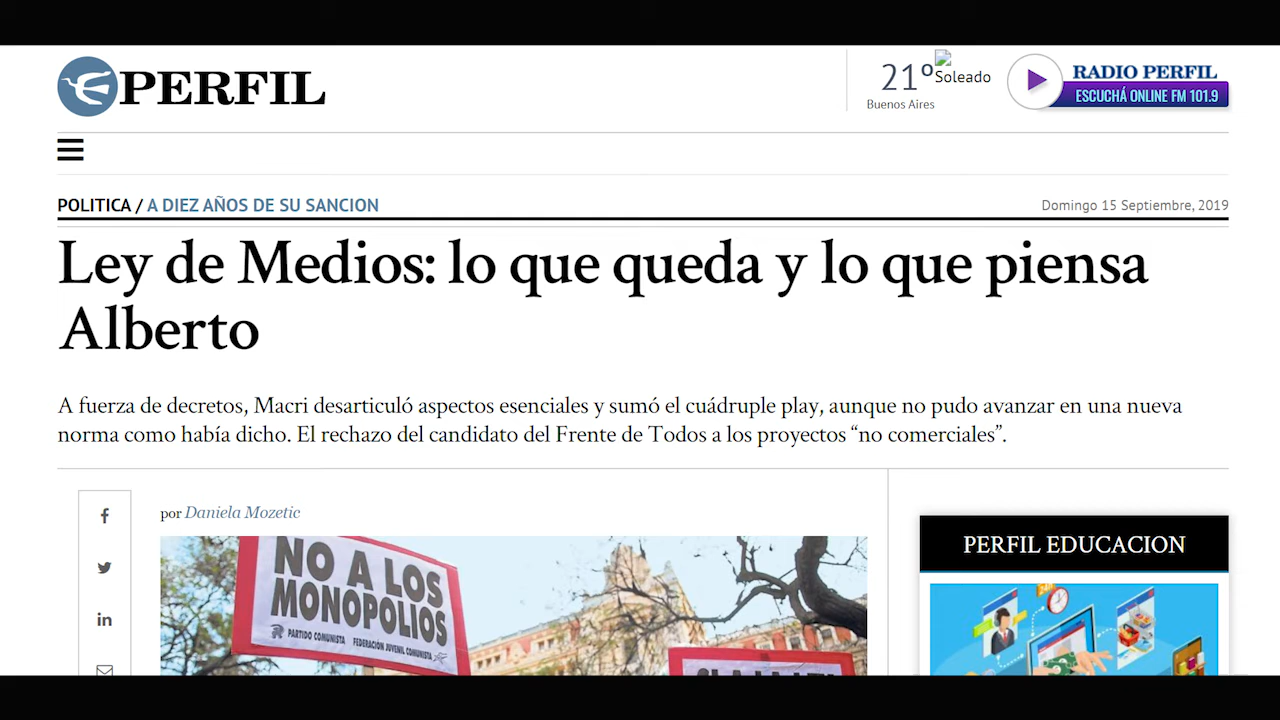 PERFIL
21º
Soleado
Buenos Aires
RADIO PERFIL
ESCUCHÁ ONLINE FM 101.9
POLITICA / A DIEZ AÑOS DE SU SANCION
Domingo 15 Septiembre, 2019
Ley de Medios: lo que queda y lo que piensa
Alberto
A fuerza de decretos, Macri desarticuló aspectos esenciales y sumó el cuádruple play, aunque no pudo avanzar en una nueva
norma como había dicho. El rechazo del candidato del Frente de Todos a los proyectos “no comerciales”.
por Daniela Mozetic
NO A LOS
MONOPOLIOS
PARTIDO COMUNISTA FEDERACIÓN JUVENIL COMUNISTA
PERFIL EDUCACION